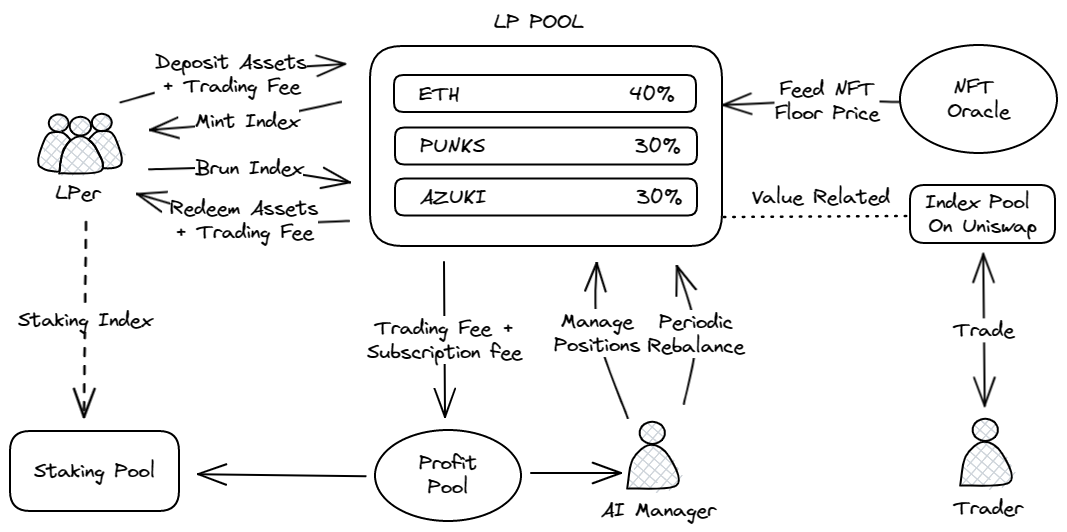 LP POOL
Deposit Assets
+ Trading Fee
Mint Index
Brun Index
Redeem Assets
+ Trading Fee
LPer
ETH 40%
PUNKS 30%
AZUKI 30%
Feed NFT
Floor Price
NFT
Oracle
Value Related
Index Pool
On Uniswap
Staking Index
Trading Fee +
Subscription fee
Manage
Positions
Periodic
Rebalance
Trade
Staking Pool
Profit
Pool
AI Manager
Trader